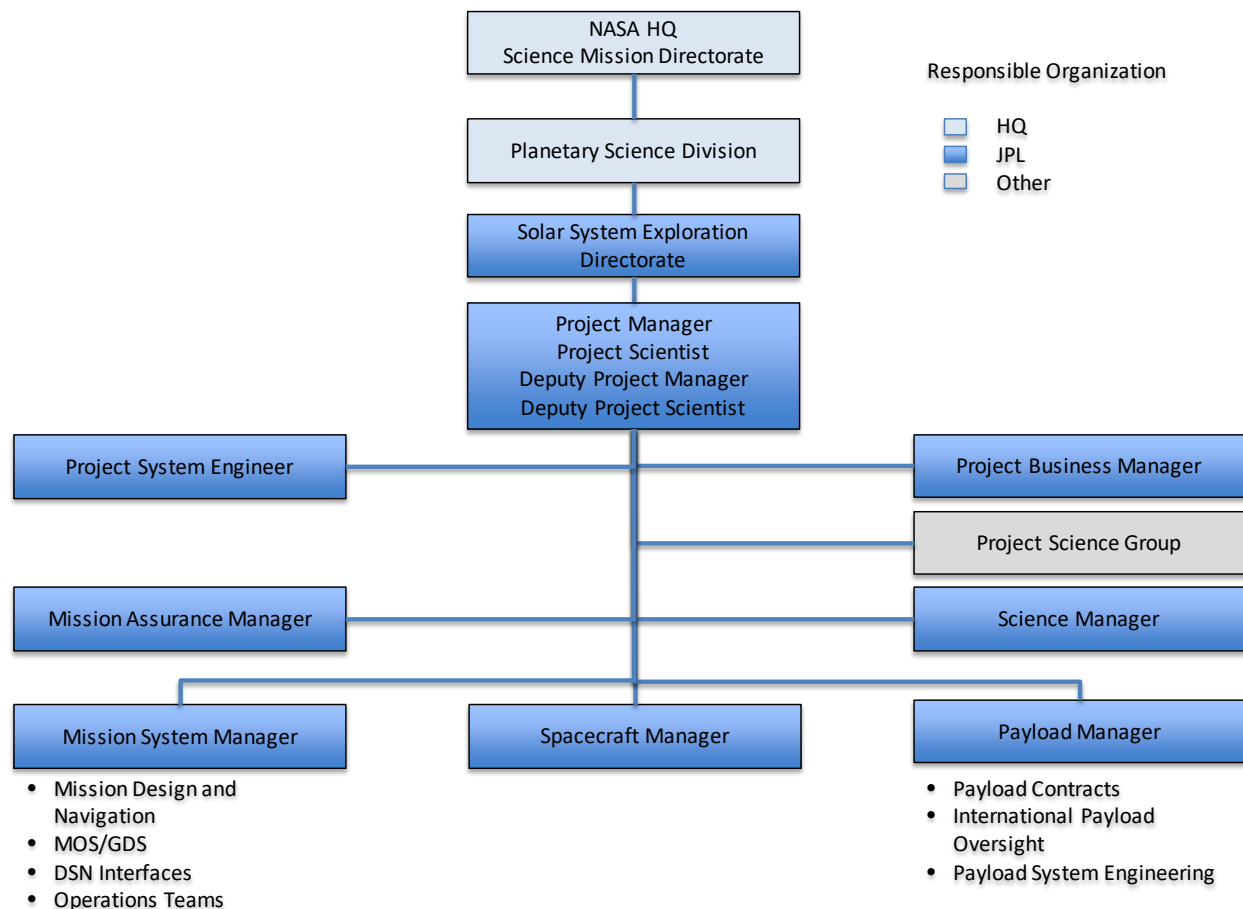 NASA HQ
Science Mission Directorate
Responsible Organization
HQ
JPL
Other
Planetary Science Division
Solar System Exploration
Directorate
Project Manager
Project Scientist
Deputy Project Manager
Deputy Project Scientist
Project System Engineer
Project Business Manager
Project Science Group
Mission Assurance Manager
Science Manager
Mission System Manager
Spacecraft Manager
Payload Manager
• Mission Design and
Navigation
• MOS/GDS
• DSN Interfaces
• Operations Teams
• Payload Contracts
• International Payload
Oversight
• Payload System Engineering